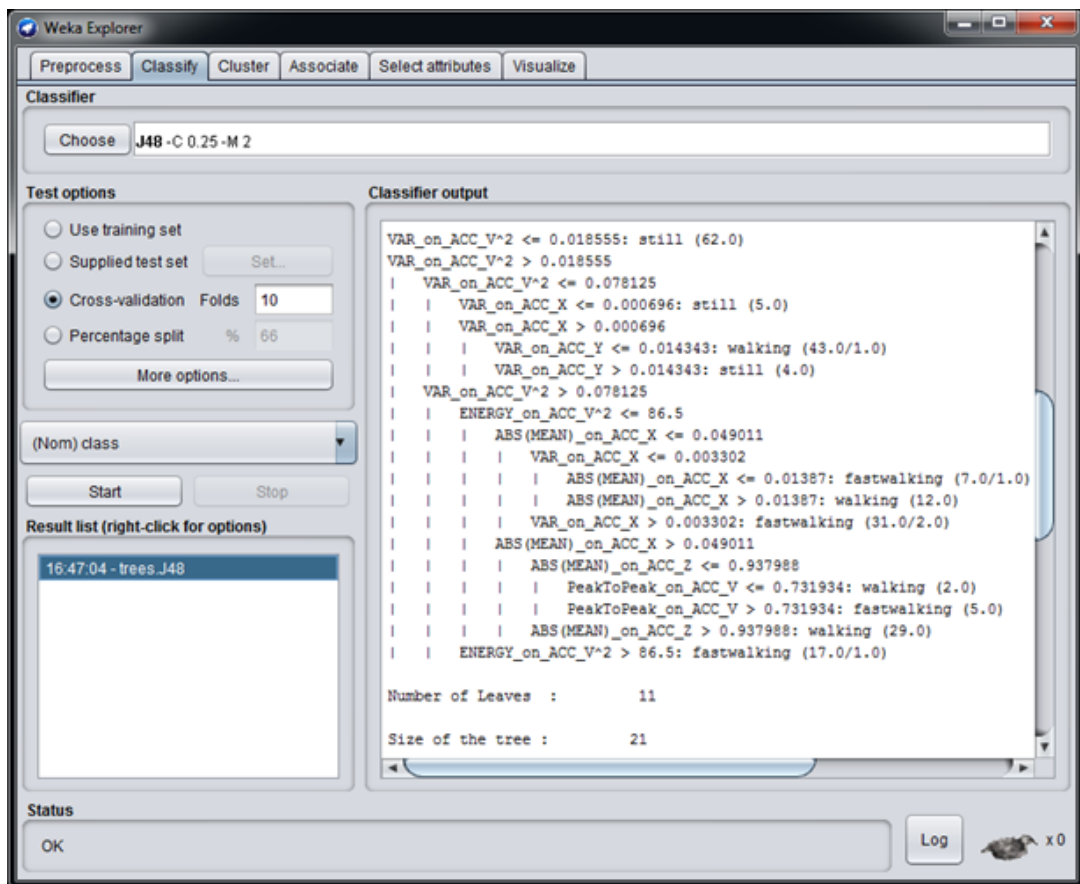 Weka Explorer
Preprocess Classify Cluster Associate Select attributes Visualize
Classifier
Choose J48 -C 0.25 -M 2
Test options
Use training set
Supplied test set Set...
Cross-validation Folds 10
Percentage split % 66
More options...
(Nom) class
Start Stop
Result list (right-click for options)
16:47:04 - trees.J48
Classifier output
VAR_on_ACC_V^2 <= 0.018555: still (62.0)
VAR_on_ACC_V^2 > 0.018555
|   VAR_on_ACC_V^2 <= 0.078125
|   |   VAR_on_ACC_X <= 0.000696: still (5.0)
|   |   VAR_on_ACC_X > 0.000696
|   |   |   VAR_on_ACC_Y <= 0.014343: walking (43.0/1.0)
|   |   |   VAR_on_ACC_Y > 0.014343: still (4.0)
|   VAR_on_ACC_V^2 > 0.078125
|   |   ENERGY_on_ACC_V^2 <= 86.5
|   |   |   ABS(MEAN)_on_ACC_X <= 0.049011
|   |   |   |   VAR_on_ACC_X <= 0.003302
|   |   |   |   |   ABS(MEAN)_on_ACC_X <= 0.01387: fastwalking (7.0/1.0)
|   |   |   |   |   ABS(MEAN)_on_ACC_X > 0.01387: walking (12.0)
|   |   |   |   VAR_on_ACC_X > 0.003302: fastwalking (31.0/2.0)
|   |   |   ABS(MEAN)_on_ACC_X > 0.049011
|   |   |   |   ABS(MEAN)_on_ACC_Z <= 0.937988
|   |   |   |   |   PeakToPeak_on_ACC_V <= 0.731934: walking (2.0)
|   |   |   |   |   PeakToPeak_on_ACC_V > 0.731934: fastwalking (5.0)
|   |   |   |   ABS(MEAN)_on_ACC_Z > 0.937988: walking (29.0)
|   |   ENERGY_on_ACC_V^2 > 86.5: fastwalking (17.0/1.0)
Number of Leaves  :     11
Size of the tree :     21
Status
OK
Log
x 0